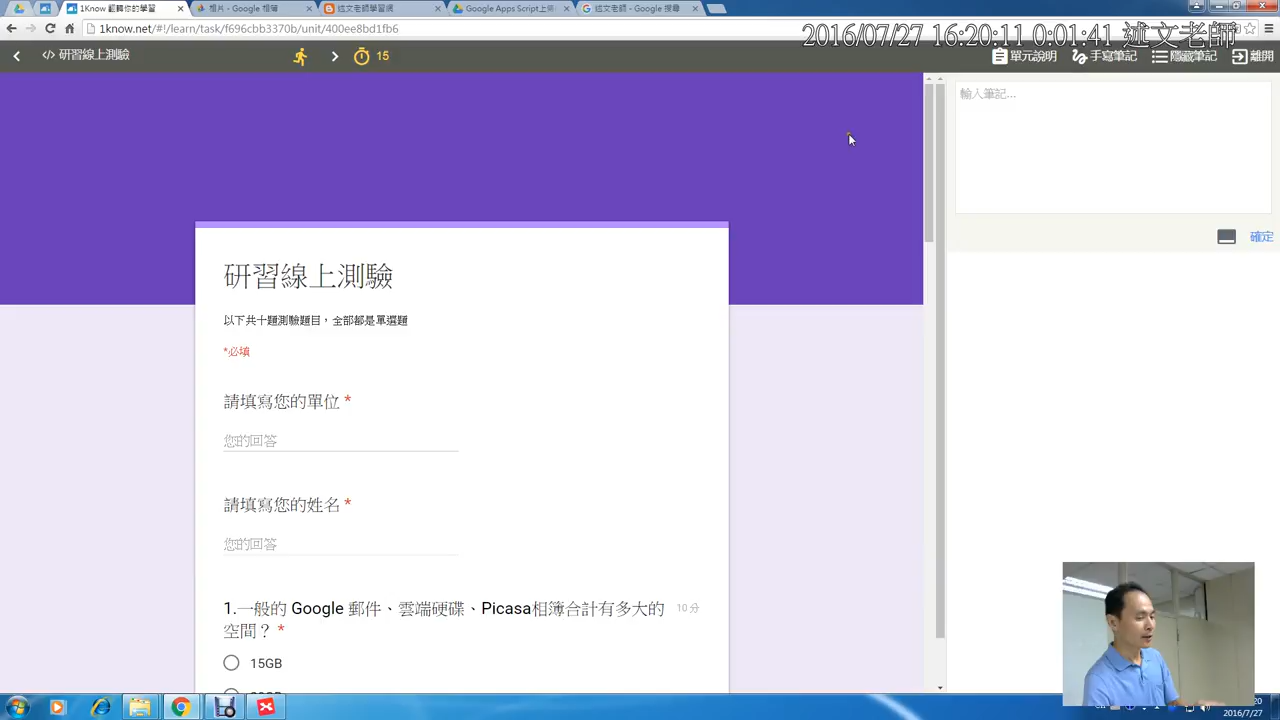 1Know 翻轉你的學習
相片 - Google 相簿
述文老師學習網
Google Apps Script上
述文老師 - Google 搜尋
1know.net/#!/learn/task/f696cbb3370b/unit/400ee8bd1fb6
2016/07/27 16:20:11 0:01:41 述文老師
研習線上測驗
15
單元說明
手寫筆記
隱藏筆記
離開
輸入筆記...
確定
研習線上測驗
以下共十題測驗題目，全部都是單選題
*必填
請填寫您的單位 *
您的回答
請填寫您的姓名 *
您的回答
1.一般的 Google 郵件、雲端硬碟、Picasa相簿合計有多大的
空間？ *
10 分
15GB
2016/7/27